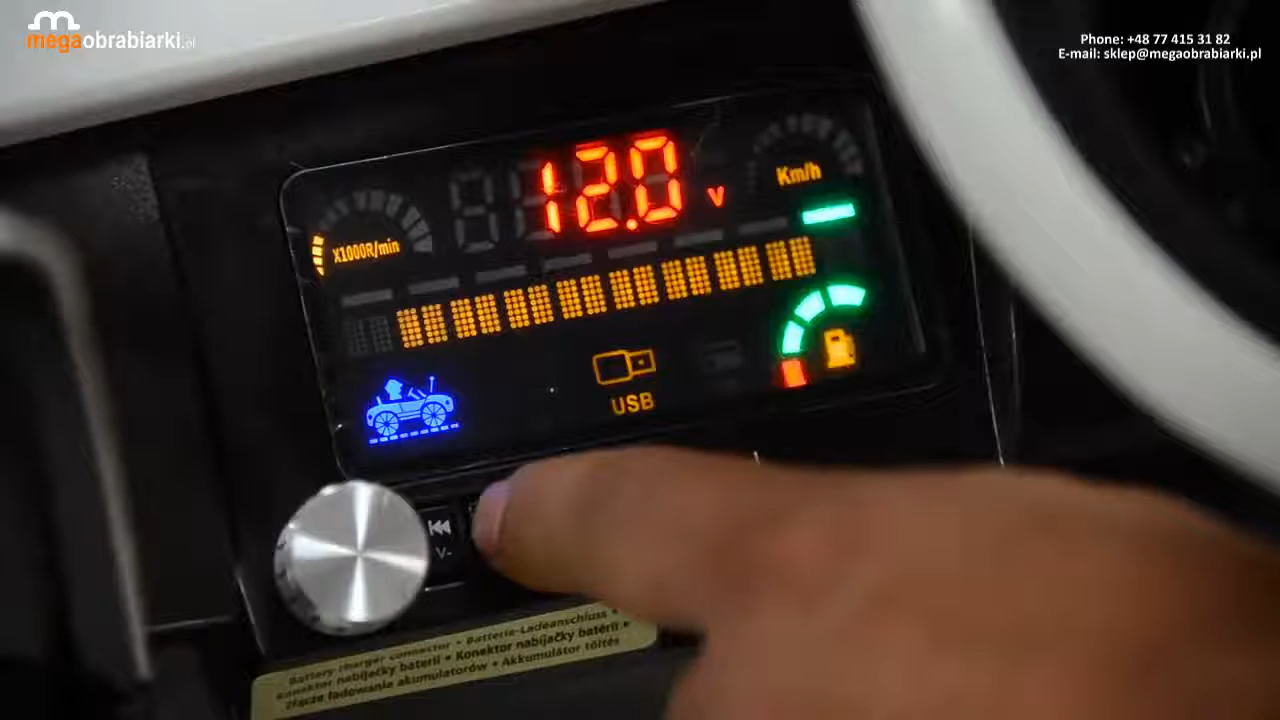 megaobrabiarki.pl
Phone: +48 77 415 31 82
E-mail: sklep@megaobrabiarki.pl
12.0 v
Km/h
X1000R/min
USB
V-
Battery charger connector • Batterie-Ladeanschluss •
Konektor nabíječky baterií • Konektor nabíjačky batérií •
Złącze ładowanie akumulatorów • Akkumulátor töltés